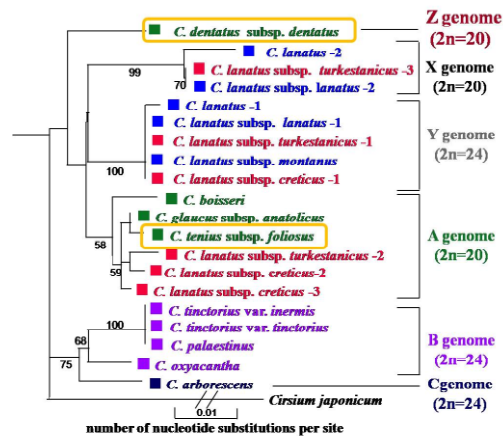 C. dentatus subsp. dentatus
Z genome
(2n=20)
C. lanatus -2
99
C. lanatus subsp. turkestanicus -3
70
C. lanatus subsp. lanatus -2
X genome
(2n=20)
C. lanatus -1
C. lanatus subsp. lanatus -1
C. lanatus subsp. turkestanicus -1
100
C. lanatus subsp. montanus
C. lanatus subsp. creticus -1
Y genome
(2n=24)
C. boisseri
C. glaucus subsp. anatolicus
C. tenius subsp. foliosus
58
C. lanatus subsp. turkestanicus -2
59
C. lanatus subsp. creticus-2
C. lanatus subsp. creticus -3
A genome
(2n=20)
C. tinctorius var. inermis
100
C. tinctorius var. tinctorius
C. palaestinus
68
C. oxyacantha
B genome
(2n=24)
75
C. arborescens
Cgenome
(2n=24)
Cirsium japonicum
0.01
number of nucleotide substitutions per site